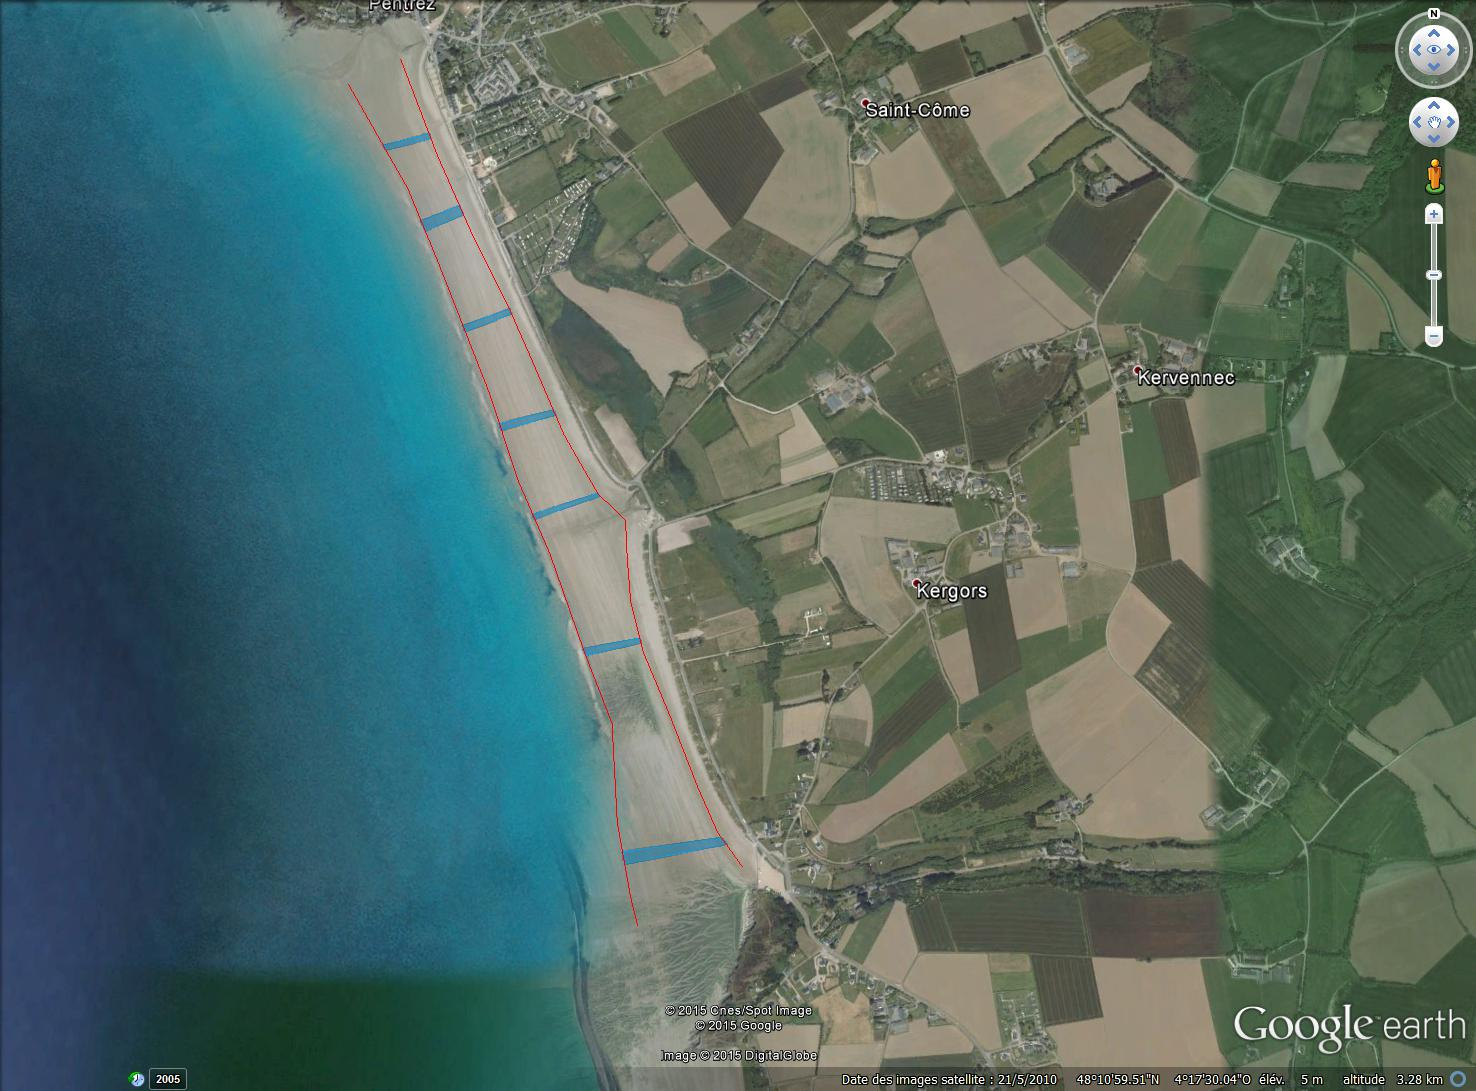 Pentrez
N
Saint-Côme
Kervennec
Kergors
© 2015 Cnes/Spot Image
© 2015 Google
Image © 2015 DigitalGlobe
Google earth
2005
Date des images satellite : 21/5/2010 48°10'59.51"N 4°17'30.04"O élév. 5 m altitude 3.28 km